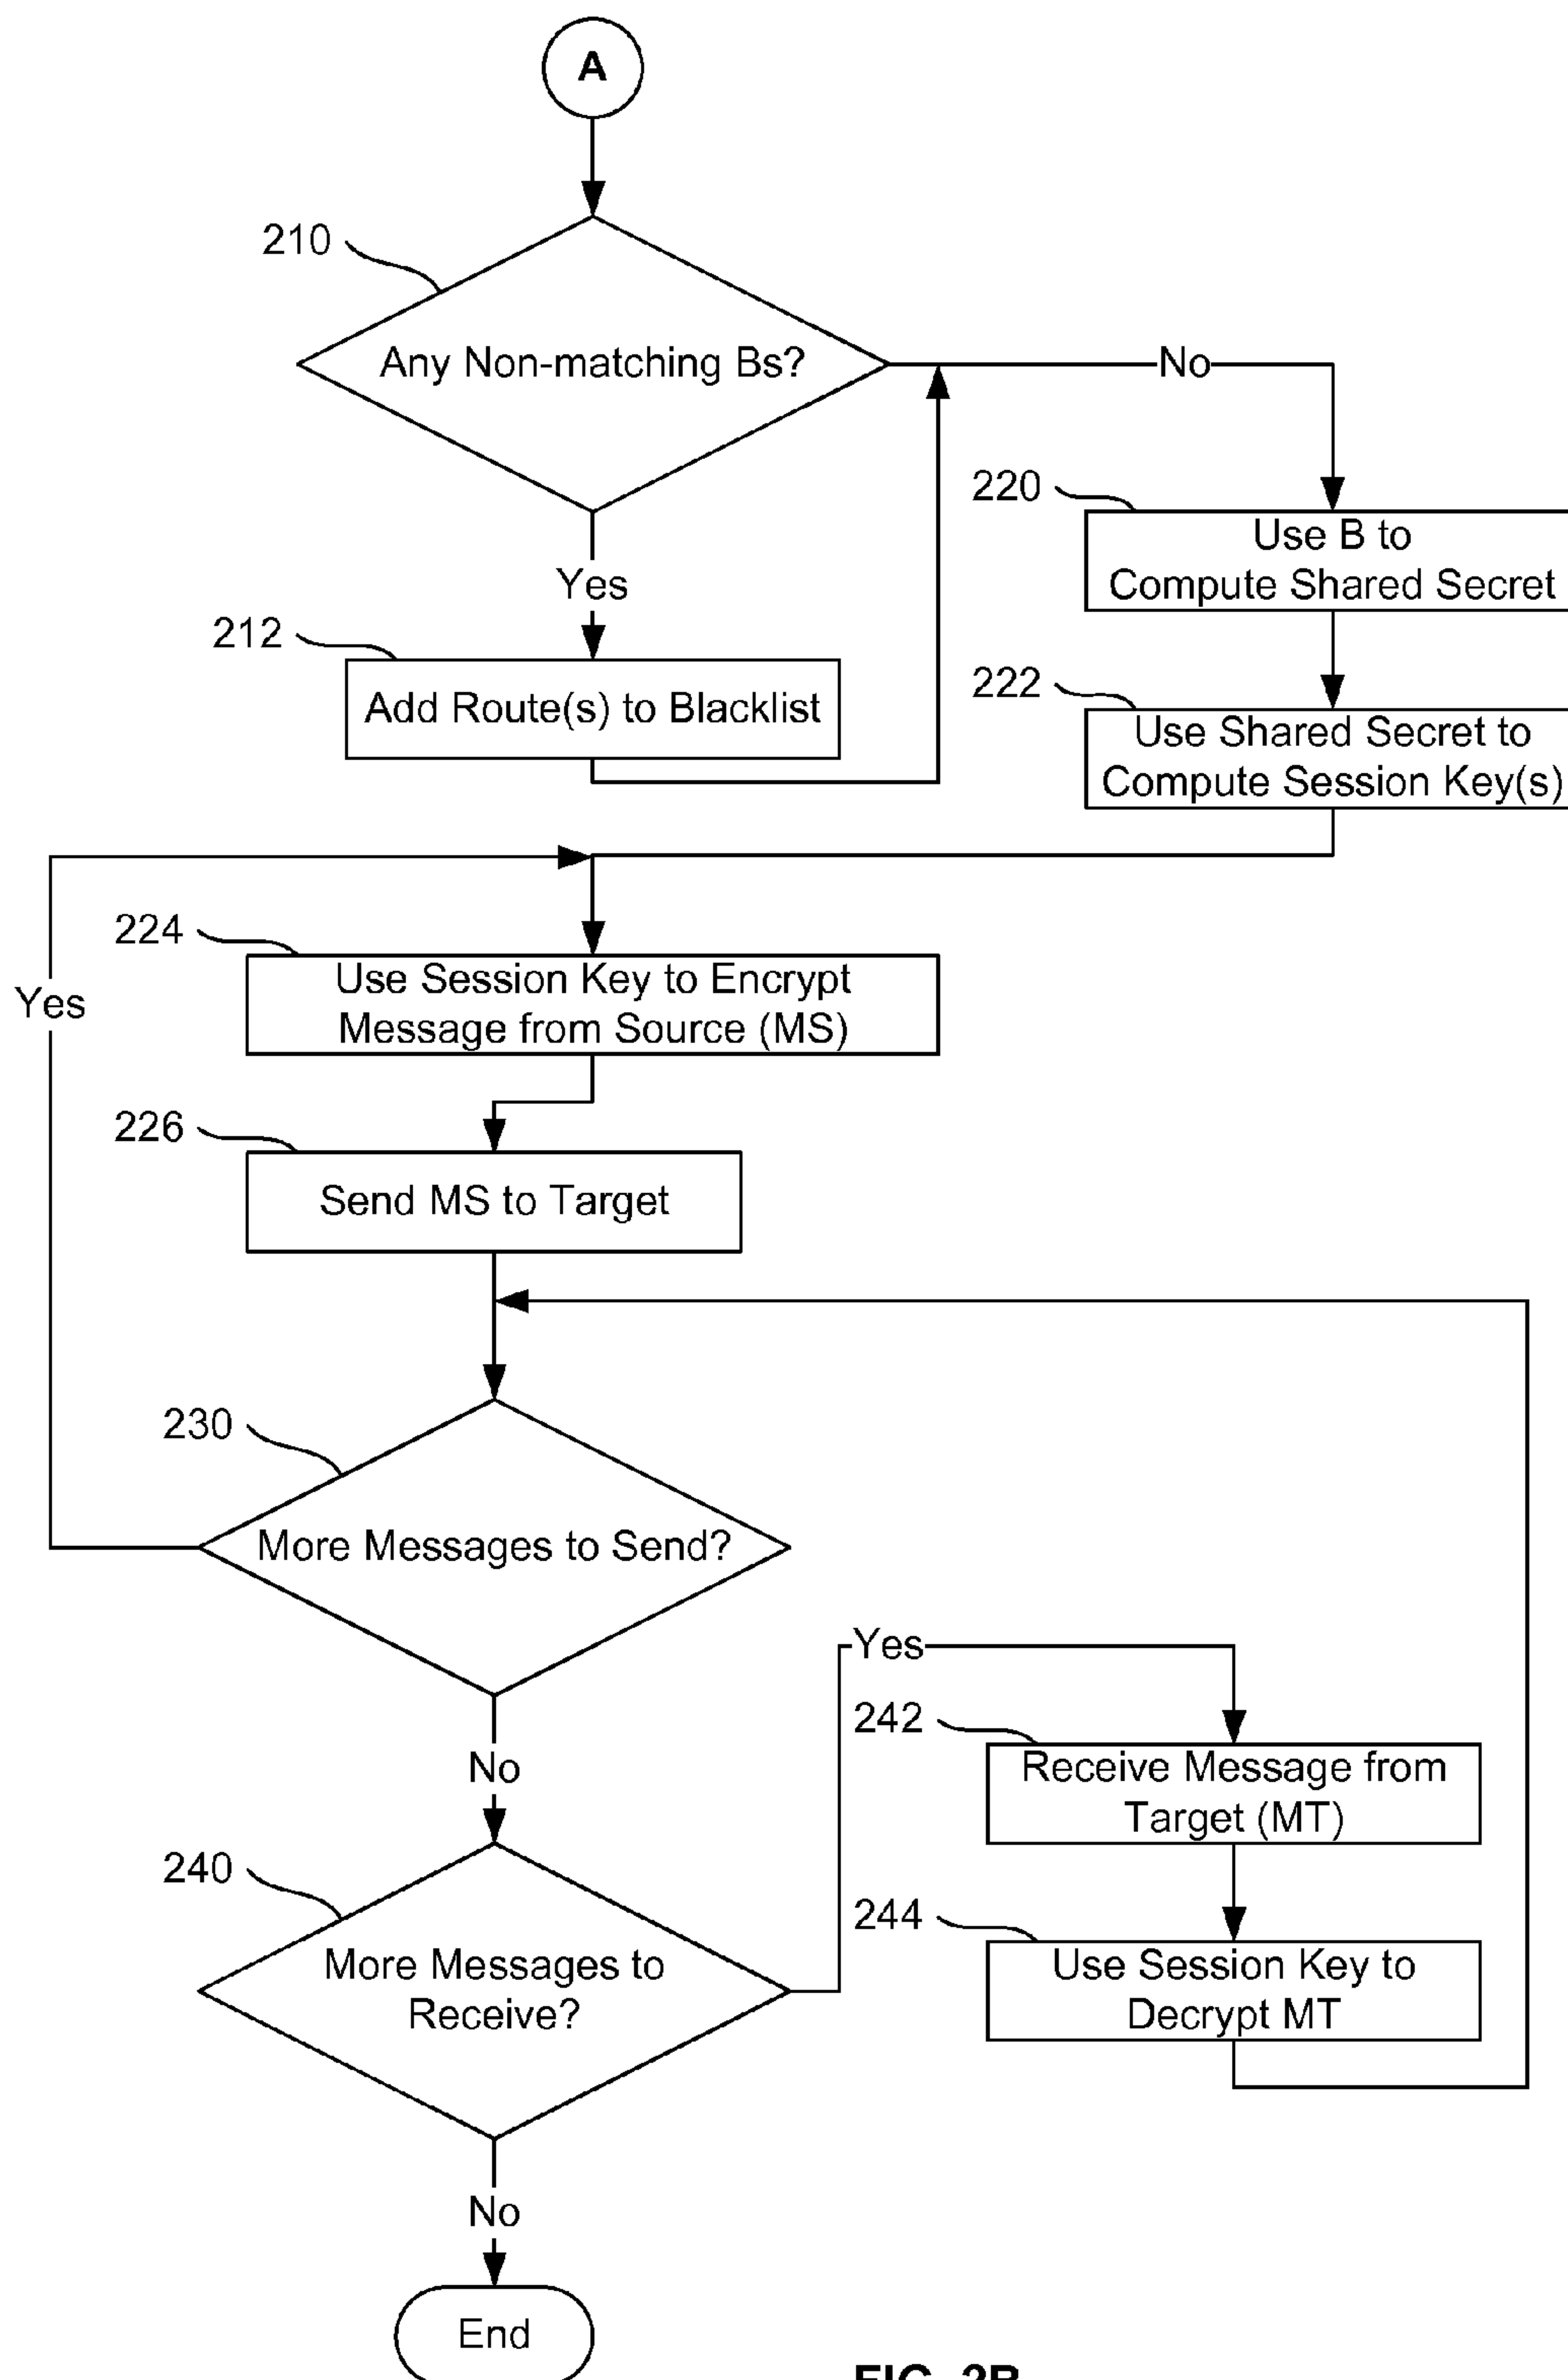 A
210
Any Non-matching Bs?
No
220
Use B to
Compute Shared Secret
Yes
212
Add Route(s) to Blacklist
222
Use Shared Secret to
Compute Session Key(s)
224
Use Session Key to Encrypt
Message from Source (MS)
Yes
226
Send MS to Target
230
More Messages to Send?
Yes
242
Receive Message from
Target (MT)
No
240
More Messages to
Receive?
244
Use Session Key to
Decrypt MT
No
End
FIG. 2B